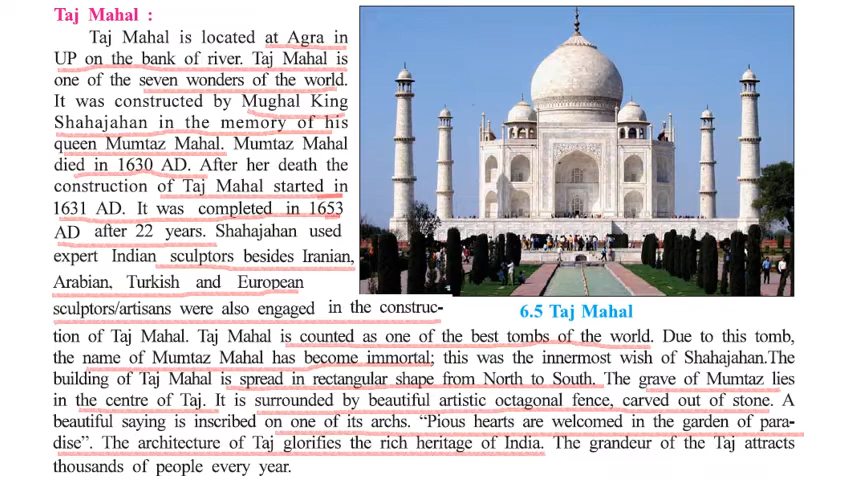 Taj Mahal :
Taj Mahal is located at Agra in
UP on the bank of river. Taj Mahal is
one of the seven wonders of the world.
It was constructed by Mughal King
Shahajahan in the memory of his
queen Mumtaz Mahal. Mumtaz Mahal
died in 1630 AD. After her death the
construction of Taj Mahal started in
1631 AD. It was completed in 1653
AD after 22 years. Shahajahan used
expert Indian sculptors besides Iranian,
Arabian, Turkish and European
sculptors/artisans were also engaged in the construc-
6.5 Taj Mahal
tion of Taj Mahal. Taj Mahal is counted as one of the best tombs of the world. Due to this tomb,
the name of Mumtaz Mahal has become immortal; this was the innermost wish of Shahajahan.The
building of Taj Mahal is spread in rectangular shape from North to South. The grave of Mumtaz lies
in the centre of Taj. It is surrounded by beautiful artistic octagonal fence, carved out of stone. A
beautiful saying is inscribed on one of its archs. “Pious hearts are welcomed in the garden of para-
dise”. The architecture of Taj glorifies the rich heritage of India. The grandeur of the Taj attracts
thousands of people every year.